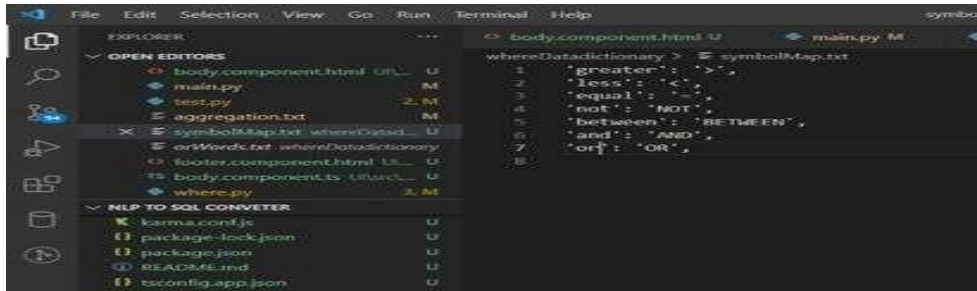 File Edit Selection View Go Run Terminal Help
EXPLORER ...
OPEN EDITORS
body.component.html U
main.py M
test.py 2, M
aggregation.txt M
symbolMap.txt whereDatad... U
orWords.txt whereDatadictionary
footer.component.html U
body.component.ts U
where.py 3, M
NLP TO SQL CONVETER
karma.conf.js U
package-lock.json U
package.json U
README.md U
tsconfig.app.json U
body.component.html U main.py M
whereDatadictionary > symbolMap.txt
1 'greater': '>',
2 'less': '<',
3 'equal': '=',
4 'not': 'NOT',
5 'between': 'BETWEEN',
6 'and': 'AND',
7 'or': 'OR',
8